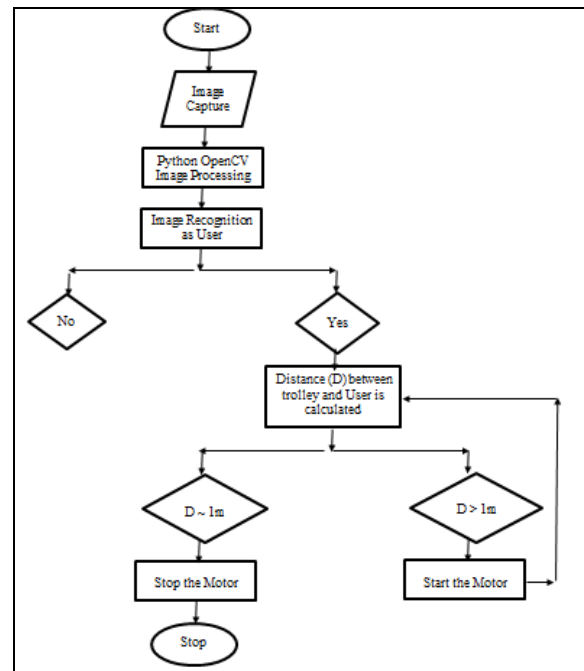 Start
Image
Capture
Python OpenCV
Image Processing
Image Recognition
as User
No
Yes
Distance (D) between
trolley and User is
calculated
D ~ 1m
D > 1m
Stop the Motor
Start the Motor
Stop